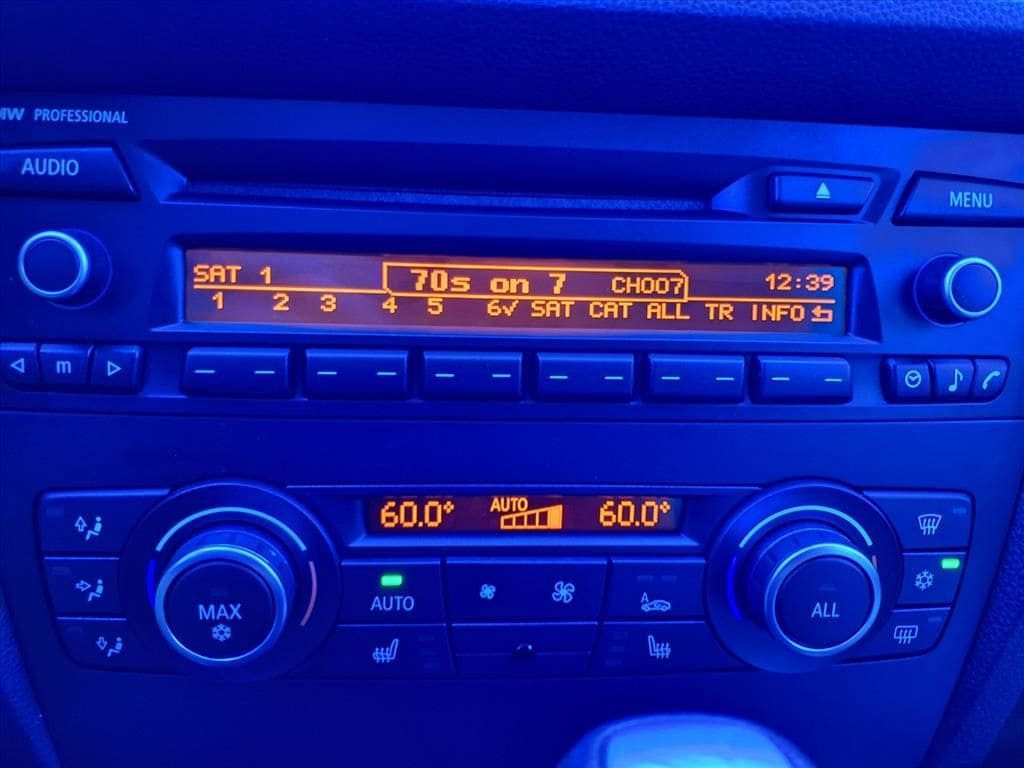 MW PROFESSIONAL
AUDIO
MENU
SAT 1 70s on 7 CH007 12:39
1 2 3 4 5 6√ SAT CAT ALL TR INFO
m
60.0° AUTO 60.0°
AUTO
A
MAX
ALL